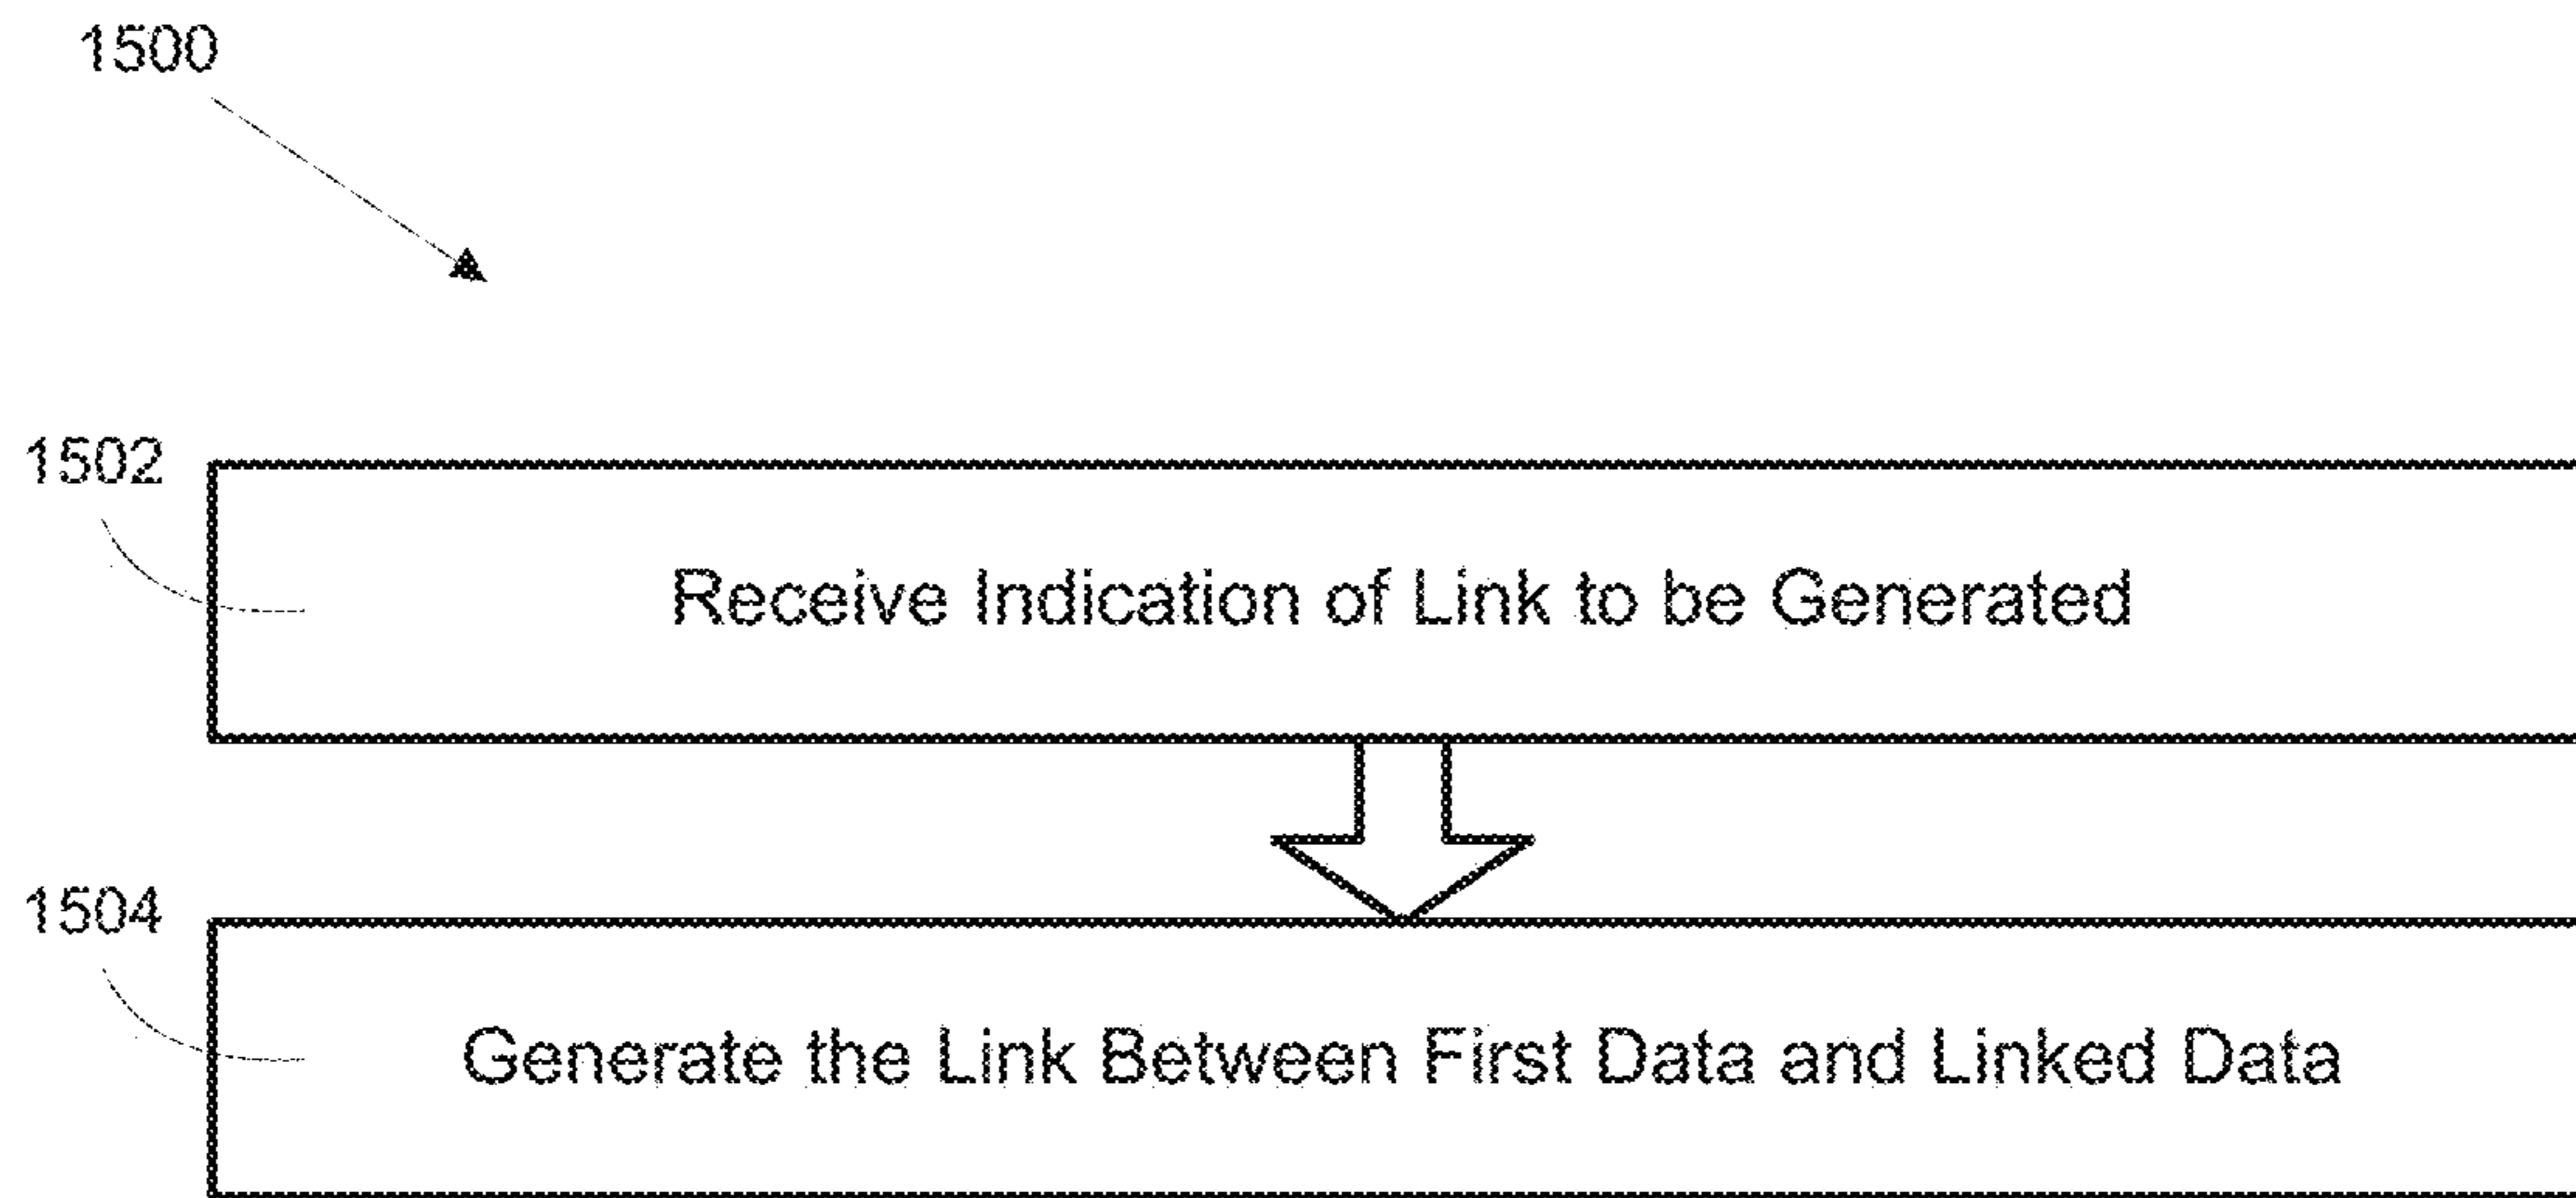 1500
1502
Receive Indication of Link to be Generated
1504
Generate the Link Between First Data and Linked Data